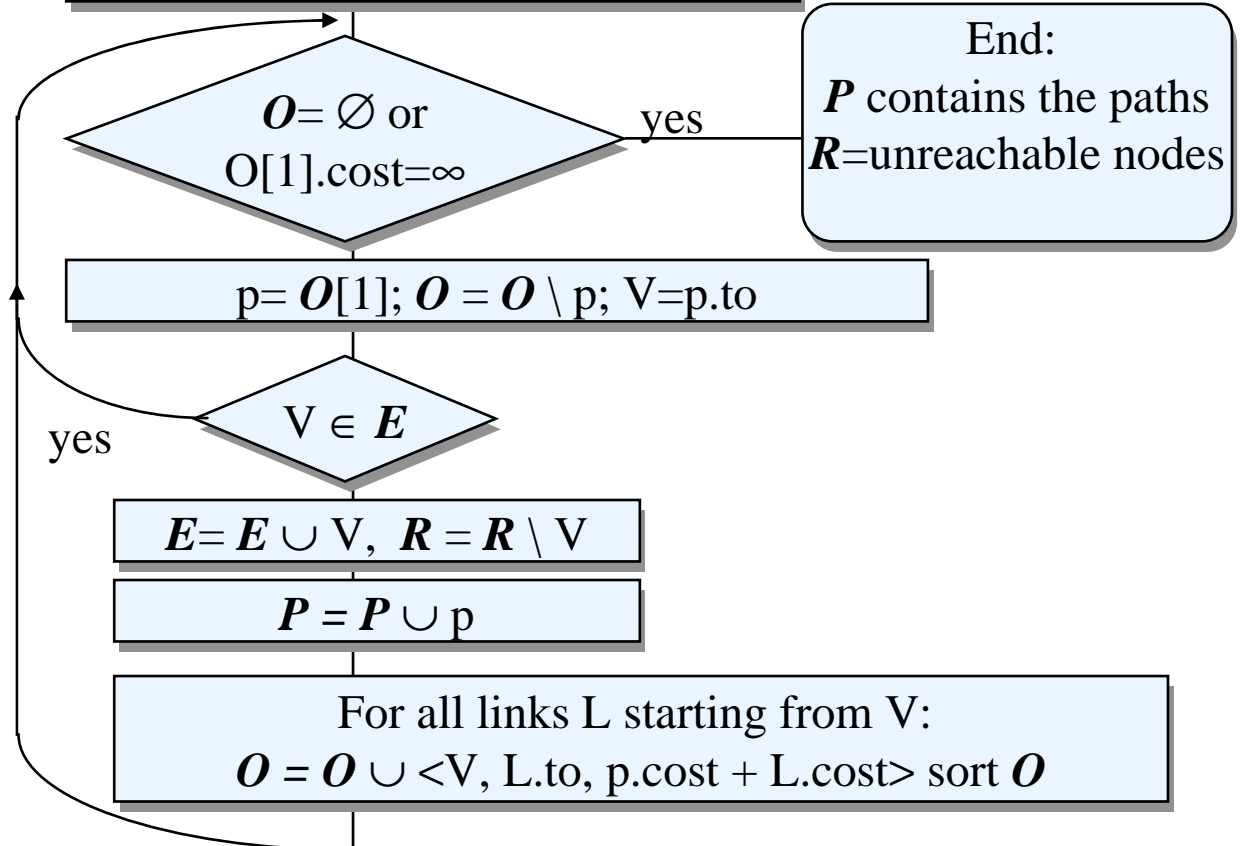 O= ∅ or
O[1].cost=∞
yes
End:
P contains the paths
R=unreachable nodes
p= O[1]; O = O \ p; V=p.to
V ∈ E
yes
E= E ∪ V, R = R \ V
P = P ∪ p
For all links L starting from V:
O = O ∪ <V, L.to, p.cost + L.cost> sort O